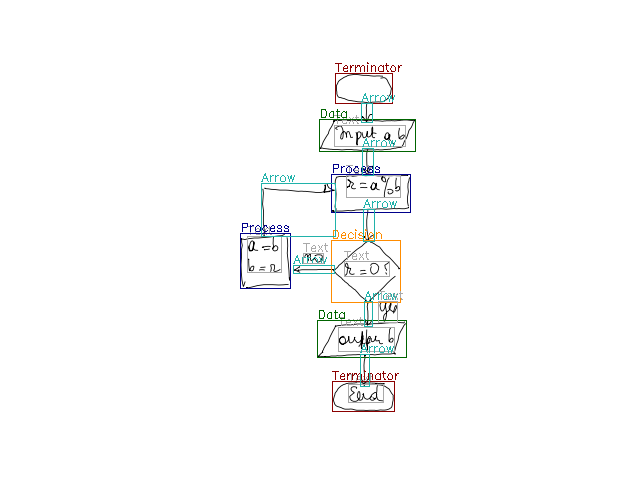 Terminator
Arrow
Data
Text
Input a, b
Arrow
Process
Arrow
r = a % b
Arrow
Process
Decision
a = b
Text
no
Text
b = r
Arrow
r = 0?
Arrow
Text
yes
Data
Text
output b
Arrow
Terminator
End